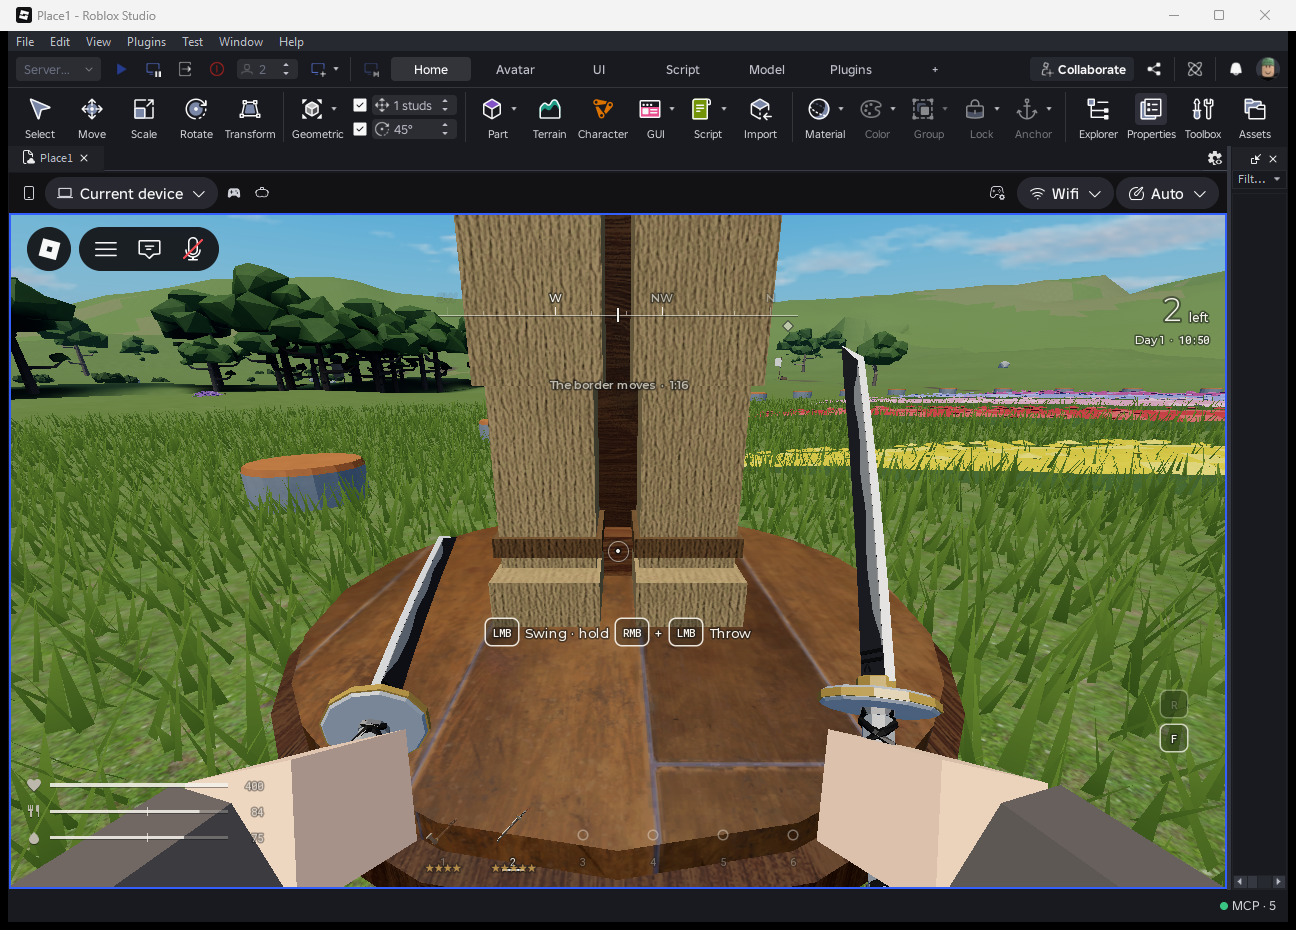 Place1 - Roblox Studio
File Edit View Plugins Test Window Help
Server... 2 Home Avatar UI Script Model Plugins + Collaborate
1 studs
45°
Select Move Scale Rotate Transform Geometric Part Terrain Character GUI Script Import Material Color Group Lock Anchor Explorer Properties Toolbox Assets
Place1
Filt...
Current device Wifi Auto
W NW N
2 left
Day 1 · 10:50
The border moves · 1:16
LMB Swing · hold RMB + LMB Throw
R
F
400
84
75
1 2 3 4 5 6
MCP · 5